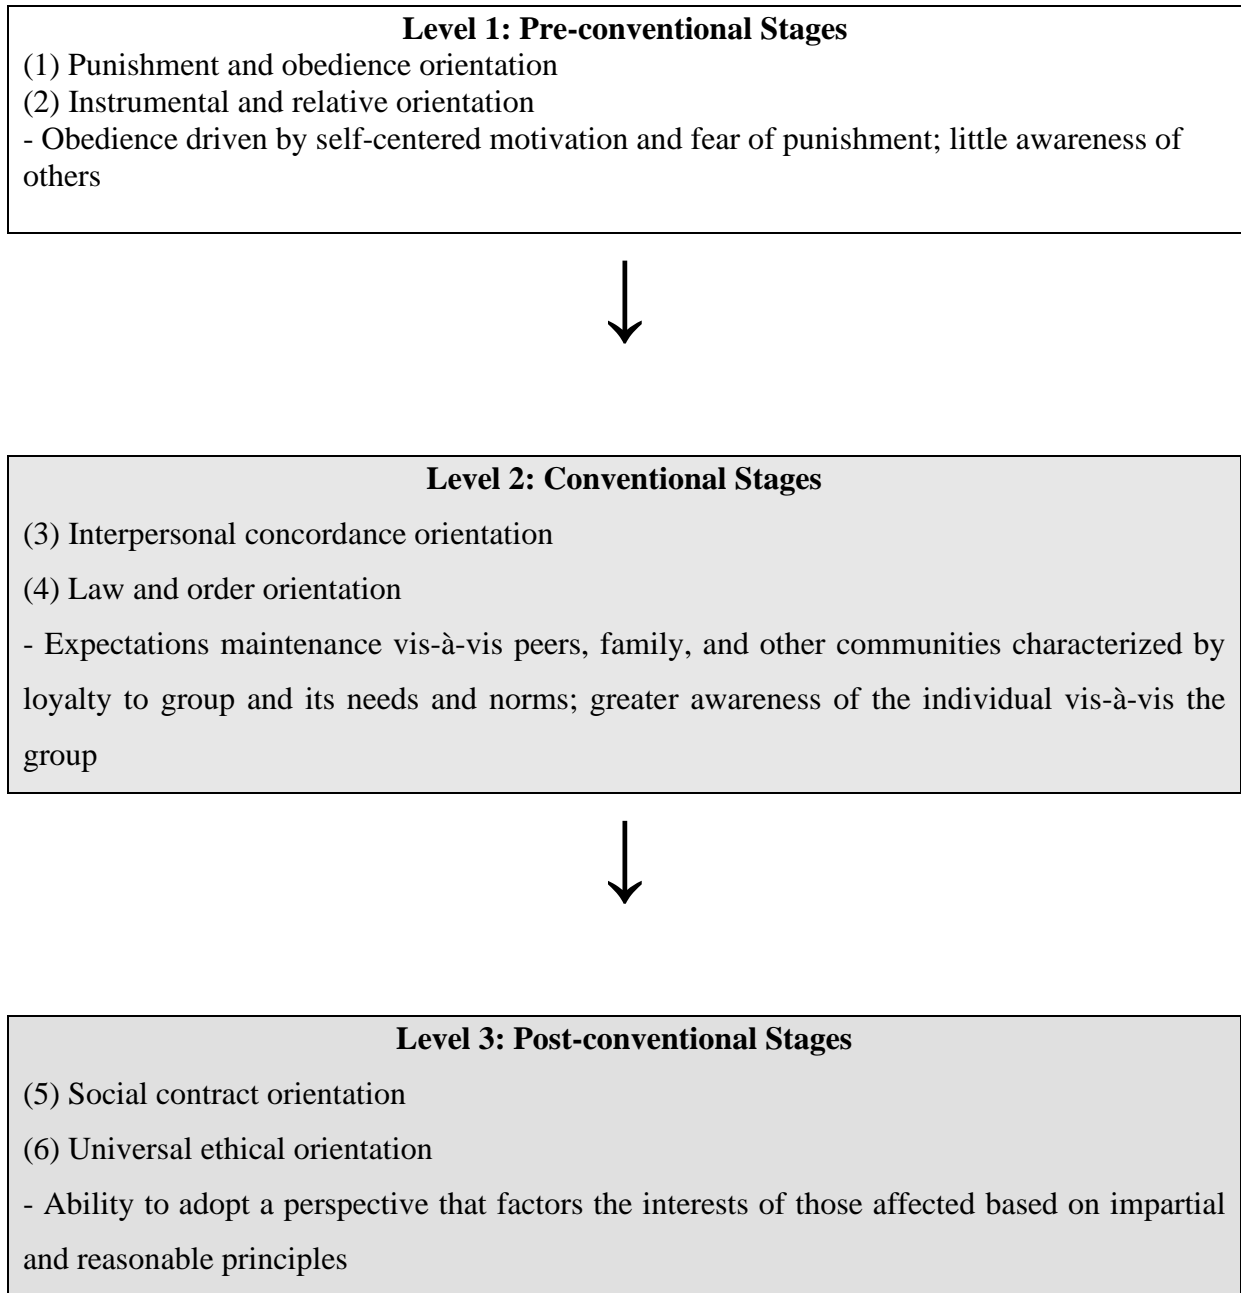 Level 1: Pre-conventional Stages
(1) Punishment and obedience orientation
(2) Instrumental and relative orientation
- Obedience driven by self-centered motivation and fear of punishment; little awareness of
others
Level 2: Conventional Stages
(3) Interpersonal concordance orientation
(4) Law and order orientation
- Expectations maintenance vis-à-vis peers, family, and other communities characterized by
loyalty to group and its needs and norms; greater awareness of the individual vis-à-vis the
group
Level 3: Post-conventional Stages
(5) Social contract orientation
(6) Universal ethical orientation
- Ability to adopt a perspective that factors the interests of those affected based on impartial
and reasonable principles